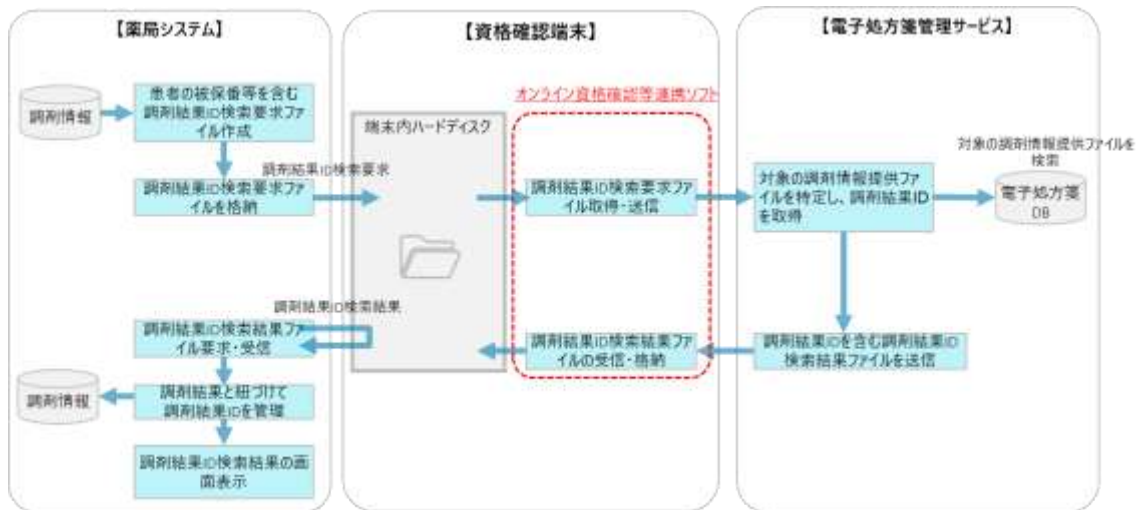 【薬局システム】
調剤情報
患者の被保番等を含む
調剤結果ID検索要求ファ
イル作成
調剤結果ID検索要求
調剤結果ID検索要求ファ
イルを格納
調剤結果ID検索結果
調剤結果ID検索結果ファ
イル要求・受信
調剤情報
調剤結果と紐づけて
調剤結果IDを管理
調剤結果ID検索結果の画
面表示
【資格確認端末】
オンライン資格確認等連携ソフト
端末内ハードディスク
調剤結果ID検索要求ファ
イル取得・送信
調剤結果ID検索結果ファ
イルの受信・格納
【電子処方箋管理サービス】
対象の調剤情報提供ファイルを
検索
対象の調剤情報提供ファ
イルを特定し、調剤結果ID
を取得
電子処方箋
DB
調剤結果IDを含む調剤結果ID
検索結果ファイルを送信